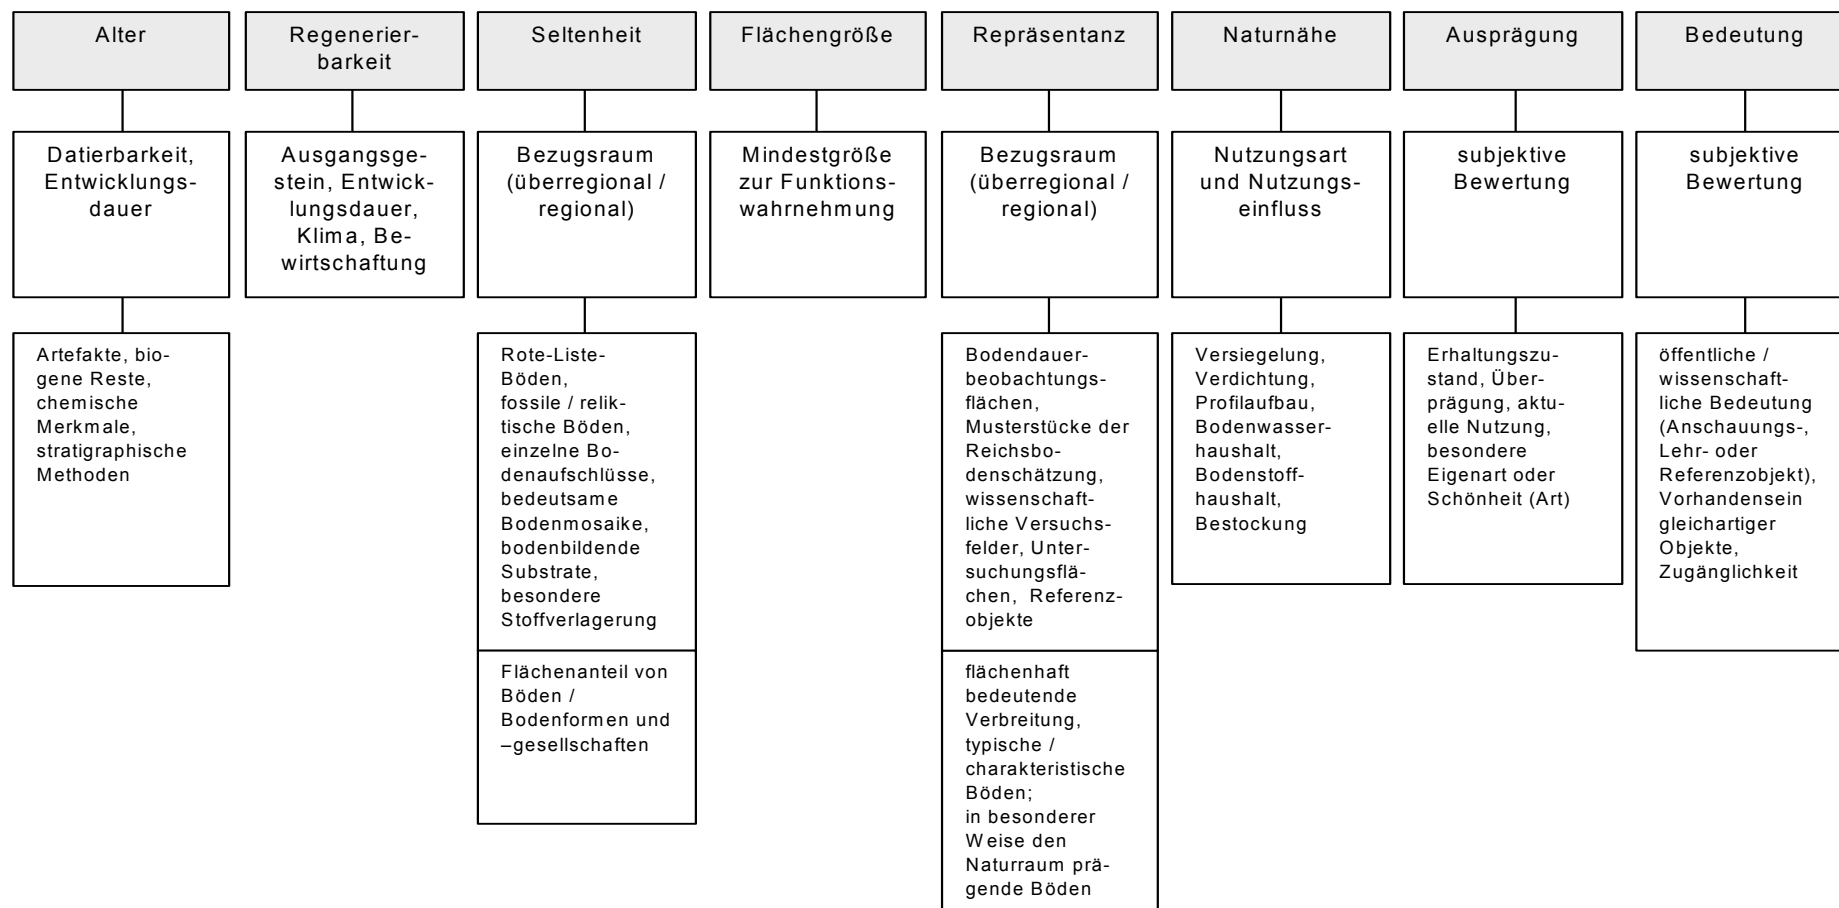 Alter
Regenerier-
barkeit
Seltenheit
Flächengröße
Repräsentanz
Naturnähe
Ausprägung
Bedeutung
Datierbarkeit,
Entwicklungs-
dauer
Ausgangsge-
stein, Entwick-
lungsdauer,
Klima, Be-
wirtschaftung
Bezugsraum
(überregional /
regional)
Mindestgröße
zur Funktions-
wahrnehmung
Bezugsraum
(überregional /
regional)
Nutzungsart
und Nutzungs-
einfluss
subjektive
Bewertung
subjektive
Bewertung
Artefakte, bio-
gene Reste,
chemische
Merkmale,
stratigraphische
Methoden
Rote-Liste-
Böden,
fossile / relik-
tische Böden,
einzelne Bo-
denaufschlüsse,
bedeutsame
Bodenmosaike,
bodenbildende
Substrate,
besondere
Stoffverlagerung
Flächenanteil von
Böden /
Bodenformen und
–gesellschaften
Bodendauer-
beobachtungs-
flächen,
Musterstücke der
Reichsbo-
denschätzung,
wissenschaft-
liche Versuchs-
felder, Unter-
suchungsflä-
chen, Referenz-
objekte
flächenhaft
bedeutende
Verbreitung,
typische /
charakteristische
Böden;
in besonderer
Weise den
Naturraum prä-
gende Böden
Versiegelung,
Verdichtung,
Profilaufbau,
Bodenwasser-
haushalt,
Bodenstoff-
haushalt,
Bestockung
Erhaltungszu-
stand, Über-
prägung, aktu-
elle Nutzung,
besondere
Eigenart oder
Schönheit (Art)
öffentliche /
wissenschaft-
liche Bedeutung
(Anschauungs-,
Lehr- oder
Referenzobjekt),
Vorhandensein
gleichartiger
Objekte,
Zugänglichkeit